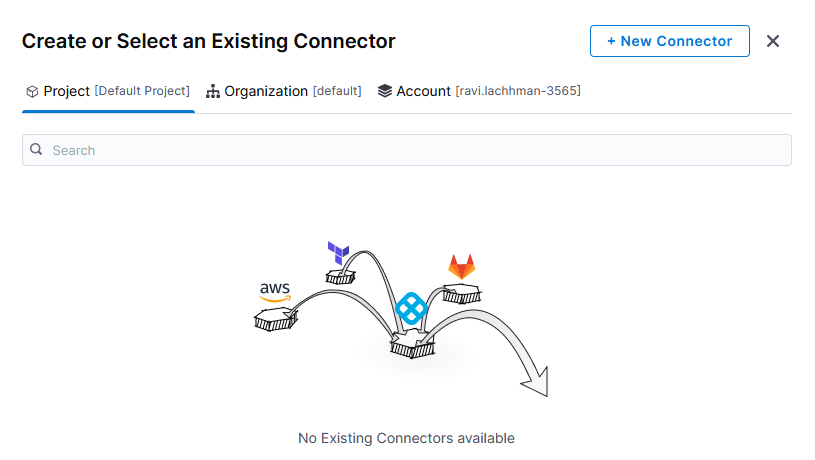 Create or Select an Existing Connector
+ New Connector
Project [Default Project]
Organization [default]
Account [ravi.lachhman-3565]
Search
aws
No Existing Connectors available